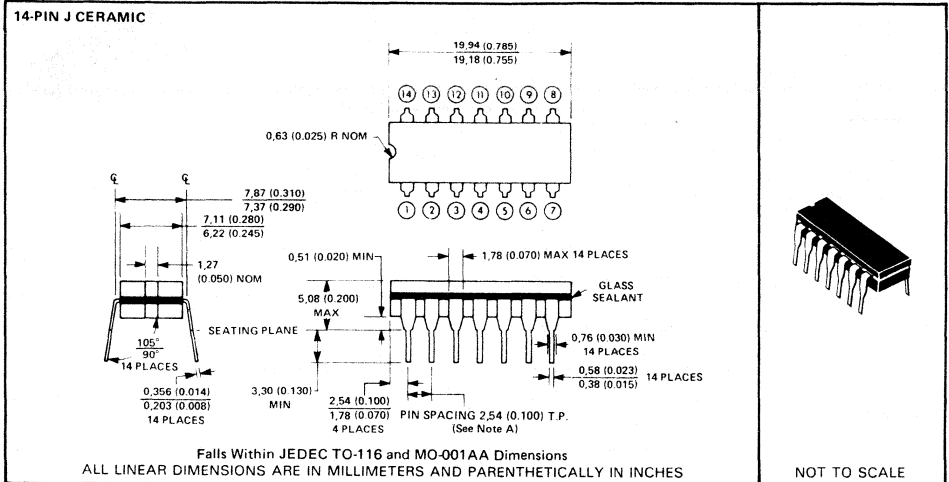 14-PIN J CERAMIC
19,94 (0.785)
19,18 (0.755)
14 13 12 11 10 9 8
0,63 (0.025) R NOM
1 2 3 4 5 6 7
℄ ℄
7,87 (0.310)
7,37 (0.290)
7,11 (0.280)
6,22 (0.245)
1,27
(0.050) NOM
0,51 (0.020) MIN
1,78 (0.070) MAX 14 PLACES
5,08 (0.200)
MAX
GLASS
SEALANT
SEATING PLANE
105°
90°
14 PLACES
0,76 (0.030) MIN
14 PLACES
0,356 (0.014)
0,203 (0.008)
14 PLACES
3,30 (0.130)
MIN
2,54 (0.100)
1,78 (0.070)
4 PLACES
PIN SPACING 2,54 (0.100) T.P.
(See Note A)
0,58 (0.023)
0,38 (0.015)
14 PLACES
Falls Within JEDEC TO-116 and MO-001AA Dimensions
ALL LINEAR DIMENSIONS ARE IN MILLIMETERS AND PARENTHETICALLY IN INCHES
NOT TO SCALE